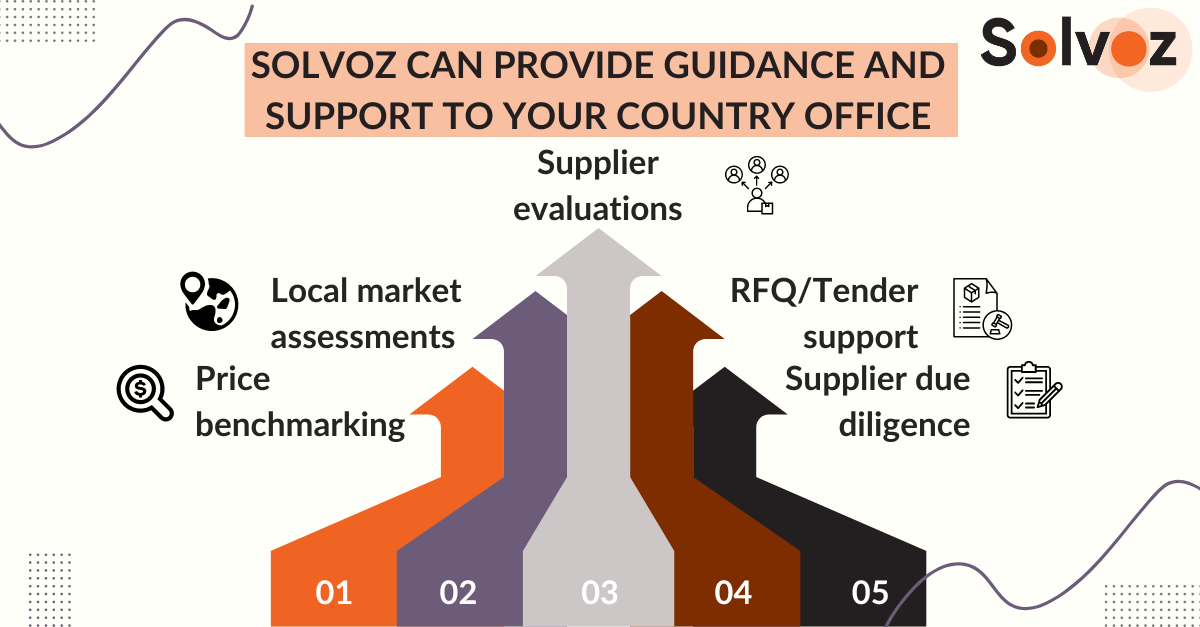 Solvoz
SOLVOZ CAN PROVIDE GUIDANCE AND
SUPPORT TO YOUR COUNTRY OFFICE
Supplier
evaluations
Local market
assessments
RFQ/Tender
support
Price
benchmarking
Supplier due
diligence
$
01
02
03
04
05